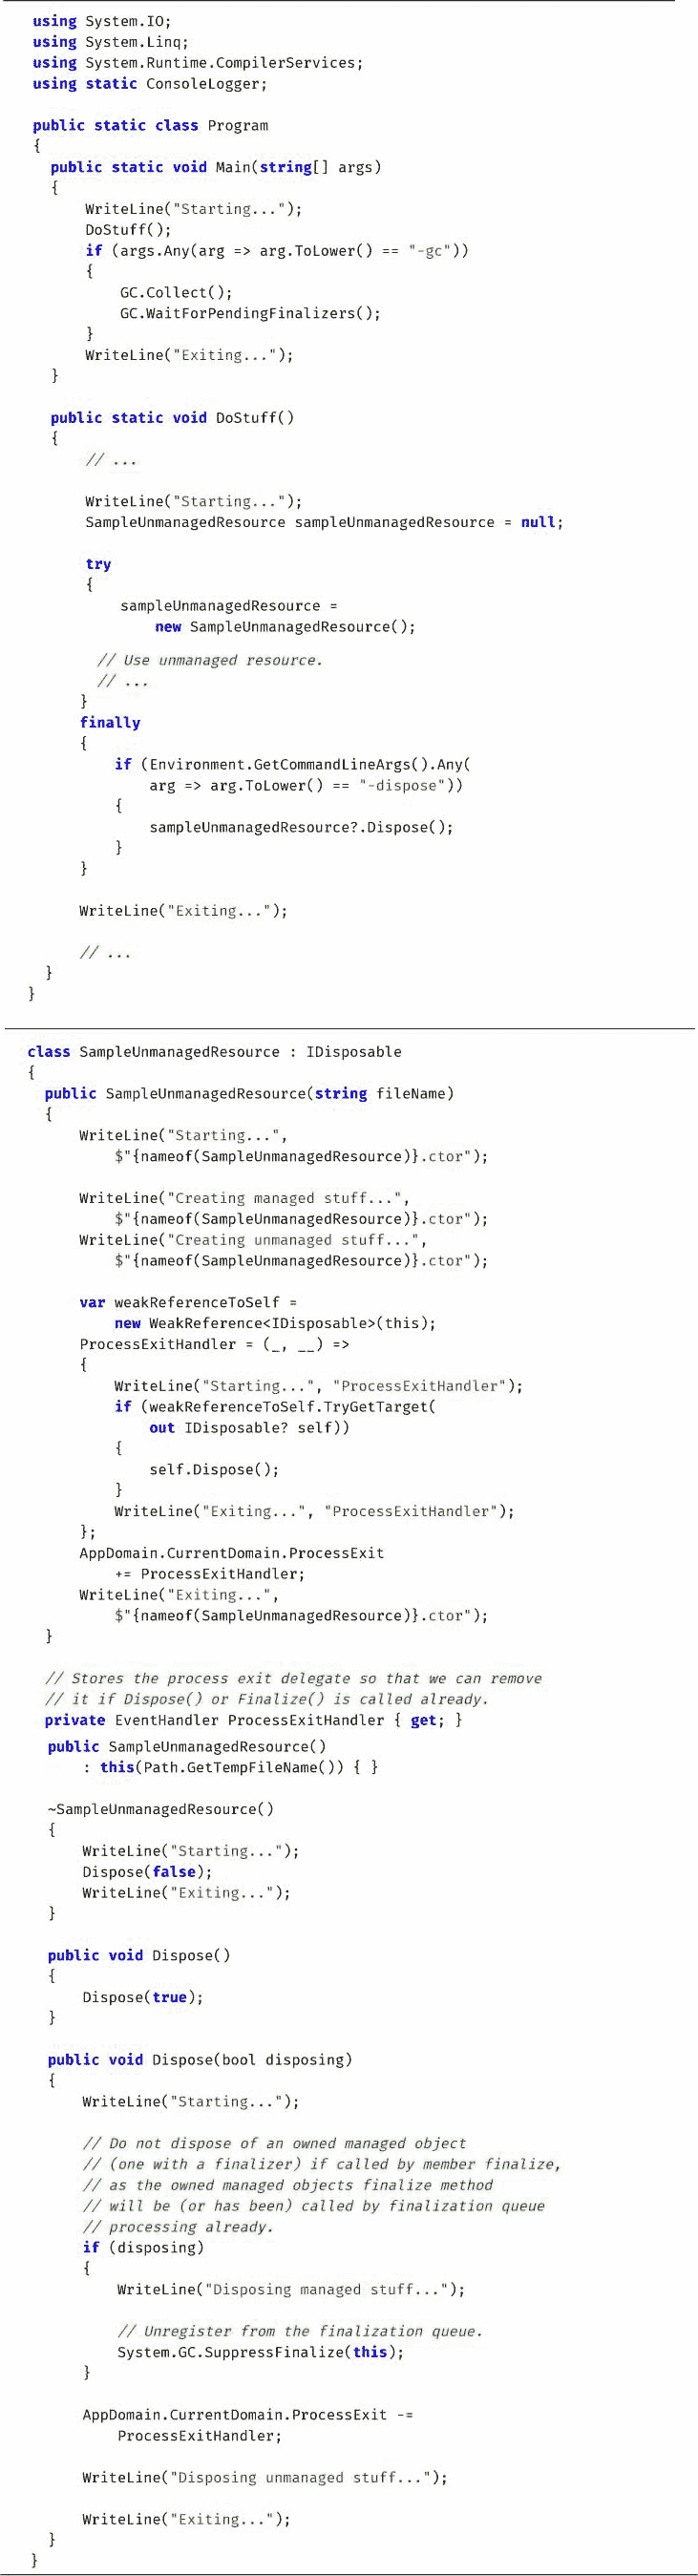 using System.IO;
using System.Linq;
using System.Runtime.CompilerServices;
using static ConsoleLogger;

public static class Program
{
  public static void Main(string[] args)
  {
      WriteLine("Starting...");
      DoStuff();
      if (args.Any(arg => arg.ToLower() == "-gc"))
      {
          GC.Collect();
          GC.WaitForPendingFinalizers();
      }
      WriteLine("Exiting...");
  }

  public static void DoStuff()
  {
      // ...

      WriteLine("Starting...");
      SampleUnmanagedResource sampleUnmanagedResource = null;

      try
      {
          sampleUnmanagedResource =
              new SampleUnmanagedResource();

       // Use unmanaged resource.
       // ...
      }
      finally
      {
          if (Environment.GetCommandLineArgs().Any(
              arg => arg.ToLower() == "-dispose"))
          {
              sampleUnmanagedResource?.Dispose();
          }
      }

      WriteLine("Exiting...");

      // ...
  }
}

class SampleUnmanagedResource : IDisposable
{
  public SampleUnmanagedResource(string fileName)
  {
      WriteLine("Starting...",
          $"{nameof(SampleUnmanagedResource)}.ctor");

      WriteLine("Creating managed stuff...",
          $"{nameof(SampleUnmanagedResource)}.ctor");
      WriteLine("Creating unmanaged stuff...",
          $"{nameof(SampleUnmanagedResource)}.ctor");

      var weakReferenceToSelf =
          new WeakReference<IDisposable>(this);
      ProcessExitHandler = (_, __) =>
      {
          WriteLine("Starting...", "ProcessExitHandler");
          if (weakReferenceToSelf.TryGetTarget(
              out IDisposable? self))
          {
              self.Dispose();
          }
          WriteLine("Exiting...", "ProcessExitHandler");
      };
      AppDomain.CurrentDomain.ProcessExit
          += ProcessExitHandler;
      WriteLine("Exiting...",
          $"{nameof(SampleUnmanagedResource)}.ctor");
  }

  // Stores the process exit delegate so that we can remove
  // it if Dispose() or Finalize() is called already.
  private EventHandler ProcessExitHandler { get; }
  public SampleUnmanagedResource()
      : this(Path.GetTempFileName()) { }

  ~SampleUnmanagedResource()
  {
      WriteLine("Starting...");
      Dispose(false);
      WriteLine("Exiting...");
  }

  public void Dispose()
  {
      Dispose(true);
  }

  public void Dispose(bool disposing)
  {
      WriteLine("Starting...");

      // Do not dispose of an owned managed object
      // (one with a finalizer) if called by member finalize,
      // as the owned managed objects finalize method
      // will be (or has been) called by finalization queue
      // processing already.
      if (disposing)
      {
          WriteLine("Disposing managed stuff...");

          // Unregister from the finalization queue.
          System.GC.SuppressFinalize(this);
      }

      AppDomain.CurrentDomain.ProcessExit -=
          ProcessExitHandler;

      WriteLine("Disposing unmanaged stuff...");

      WriteLine("Exiting...");
  }
}